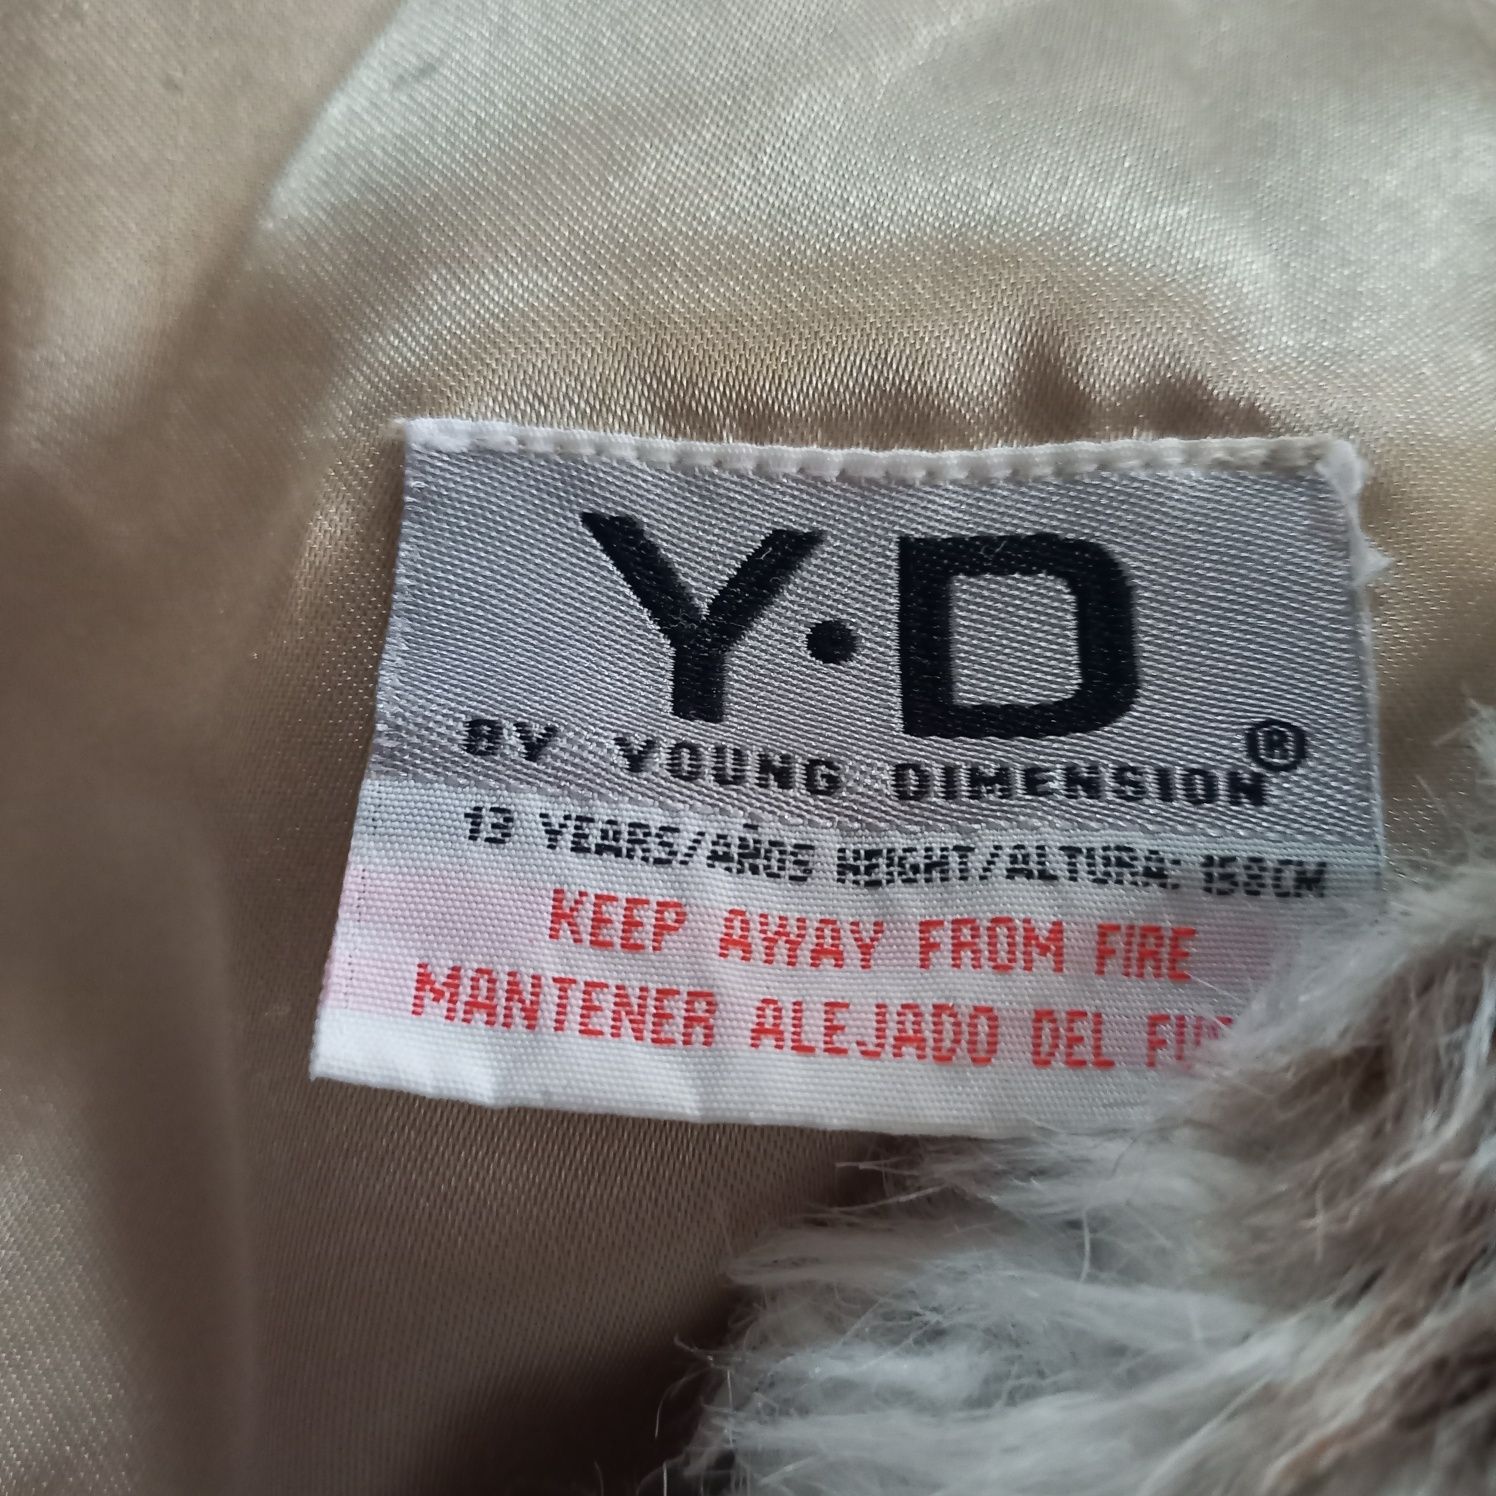 Y·D
BY YOUNG DIMENSION®
13 YEARS/AÑOS HEIGHT/ALTURA: 158CM
KEEP AWAY FROM FIRE
MANTENER ALEJADO DEL